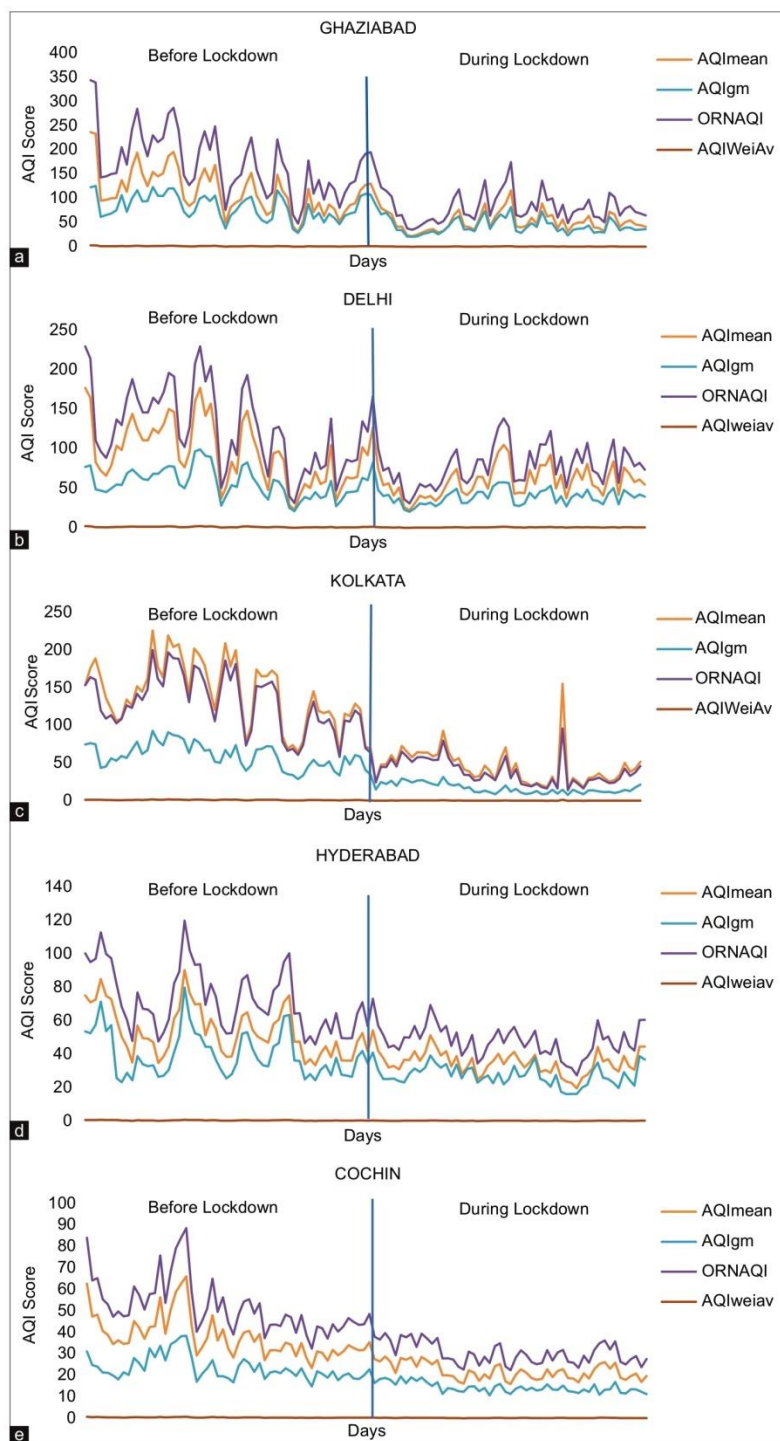 GHAZIABAD
Before Lockdown
During Lockdown
AQI Score
400
350
300
250
200
150
100
50
0
Days
AQImean
AQIgm
ORNAQI
AQIWeiAv
a
DELHI
Before Lockdown
During Lockdown
AQI Score
250
200
150
100
50
0
Days
AQImean
AQIgm
ORNAQI
AQIweiav
b
KOLKATA
Before Lockdown
During Lockdown
AQI Score
250
200
150
100
50
0
Days
AQImean
AQIgm
ORNAQI
AQIWeiAv
c
HYDERABAD
Before Lockdown
During Lockdown
AQI Score
140
120
100
80
60
40
20
0
Days
AQImean
AQIgm
ORNAQI
AQIweiav
d
COCHIN
Before Lockdown
During Lockdown
AQI Score
100
90
80
70
60
50
40
30
20
10
0
Days
AQImean
AQIgm
ORNAQI
AQIweiav
e